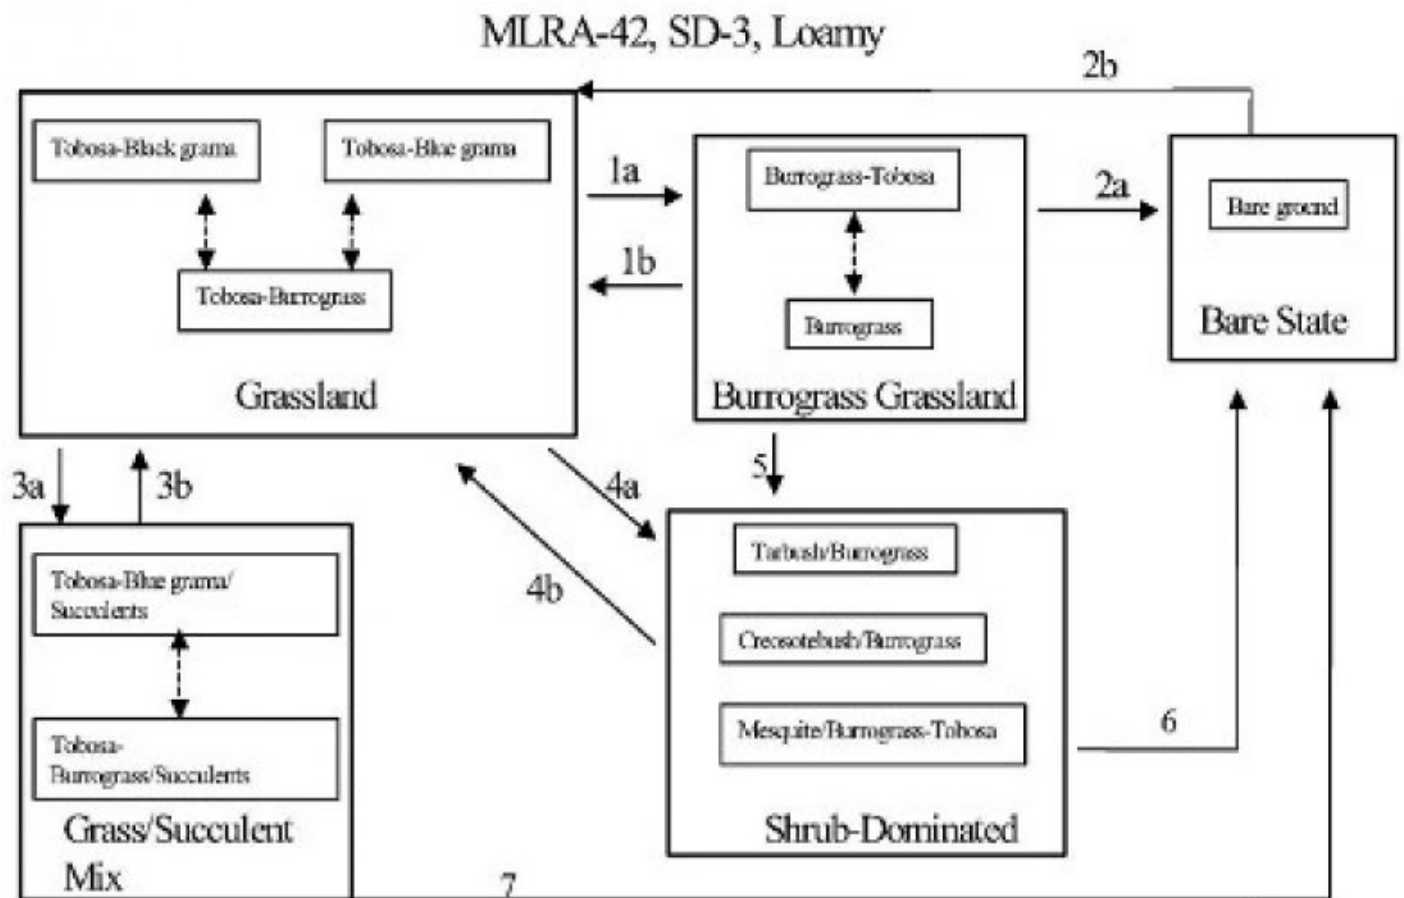 MLRA-42, SD-3, Loamy
2b
Tobosa-Black grama
Tobosa-Blue grama
Tobosa-Burrograss
Grassland
1a
1b
Burrograss-Tobosa
Burrograss
Burrograss Grassland
2a
Bare ground
Bare State
3a
3b
4a
4b
5
Tobosa-Blue grama/
Succulents
Tobosa-
Burrograss/Succulents
Grass/Succulent
Mix
Tarbush/Burrograss
Creosotebush/Burrograss
Mesquite/Burrograss-Tobosa
Shrub-Dominated
6
7